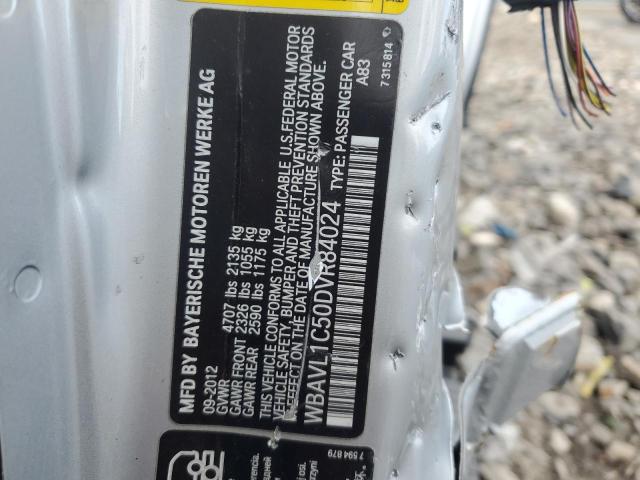 MFD BY BAYERISCHE MOTOREN WERKE AG
09-2012
GVWR 4707 lbs 2135 kg
GAWR FRONT 2326 lbs 1055 kg
GAWR REAR 2590 lbs 1175 kg
THIS VEHICLE CONFORMS TO ALL APPLICABLE U.S.FEDERAL MOTOR
VEHICLE SAFETY, BUMPER AND THEFT PREVENTION STANDARDS
IN EFFECT ON THE DATE OF MANUFACTURE SHOWN ABOVE.
WBAVL1C50DVR84024 TYPE: PASSENGER CAR
A83
7 315 814
7 594 879